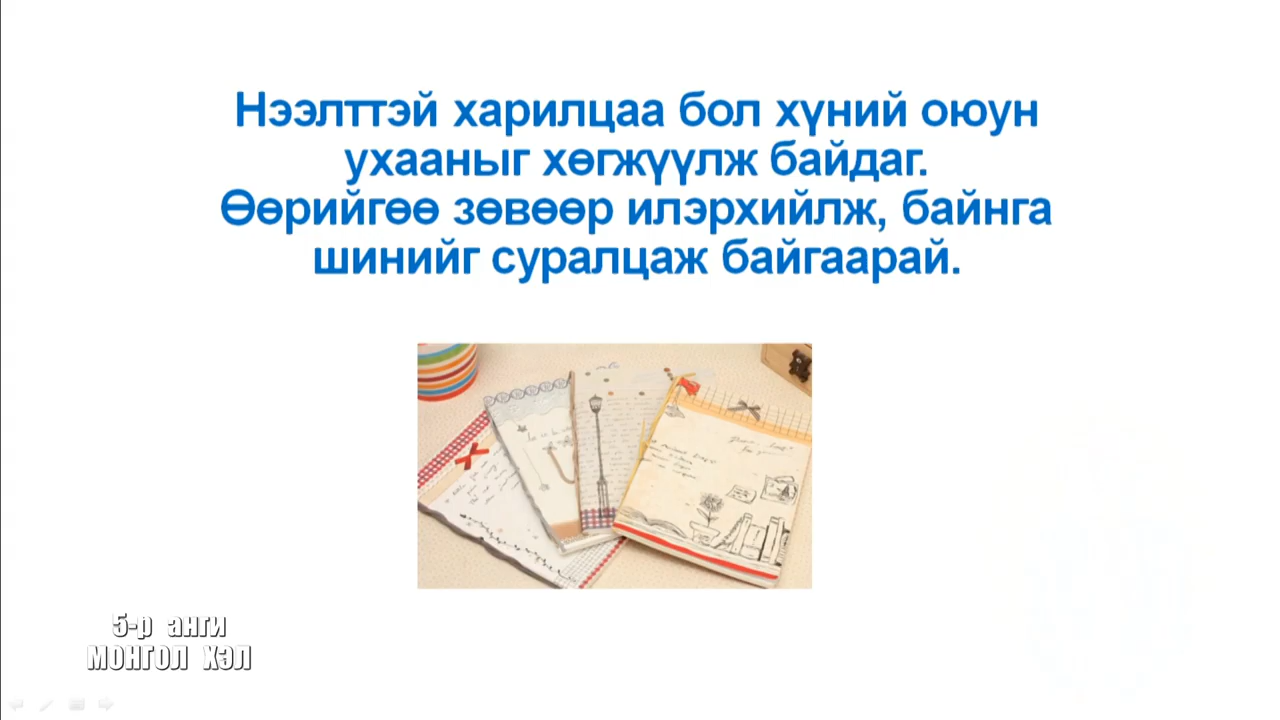 Нээлттэй харилцаа бол хүний оюун
ухааныг хөгжүүлж байдаг.
Өөрийгөө зөвөөр илэрхийлж, байнга
шинийг суралцаж байгаарай.
5-р анги
МОНГОЛ ХЭЛ